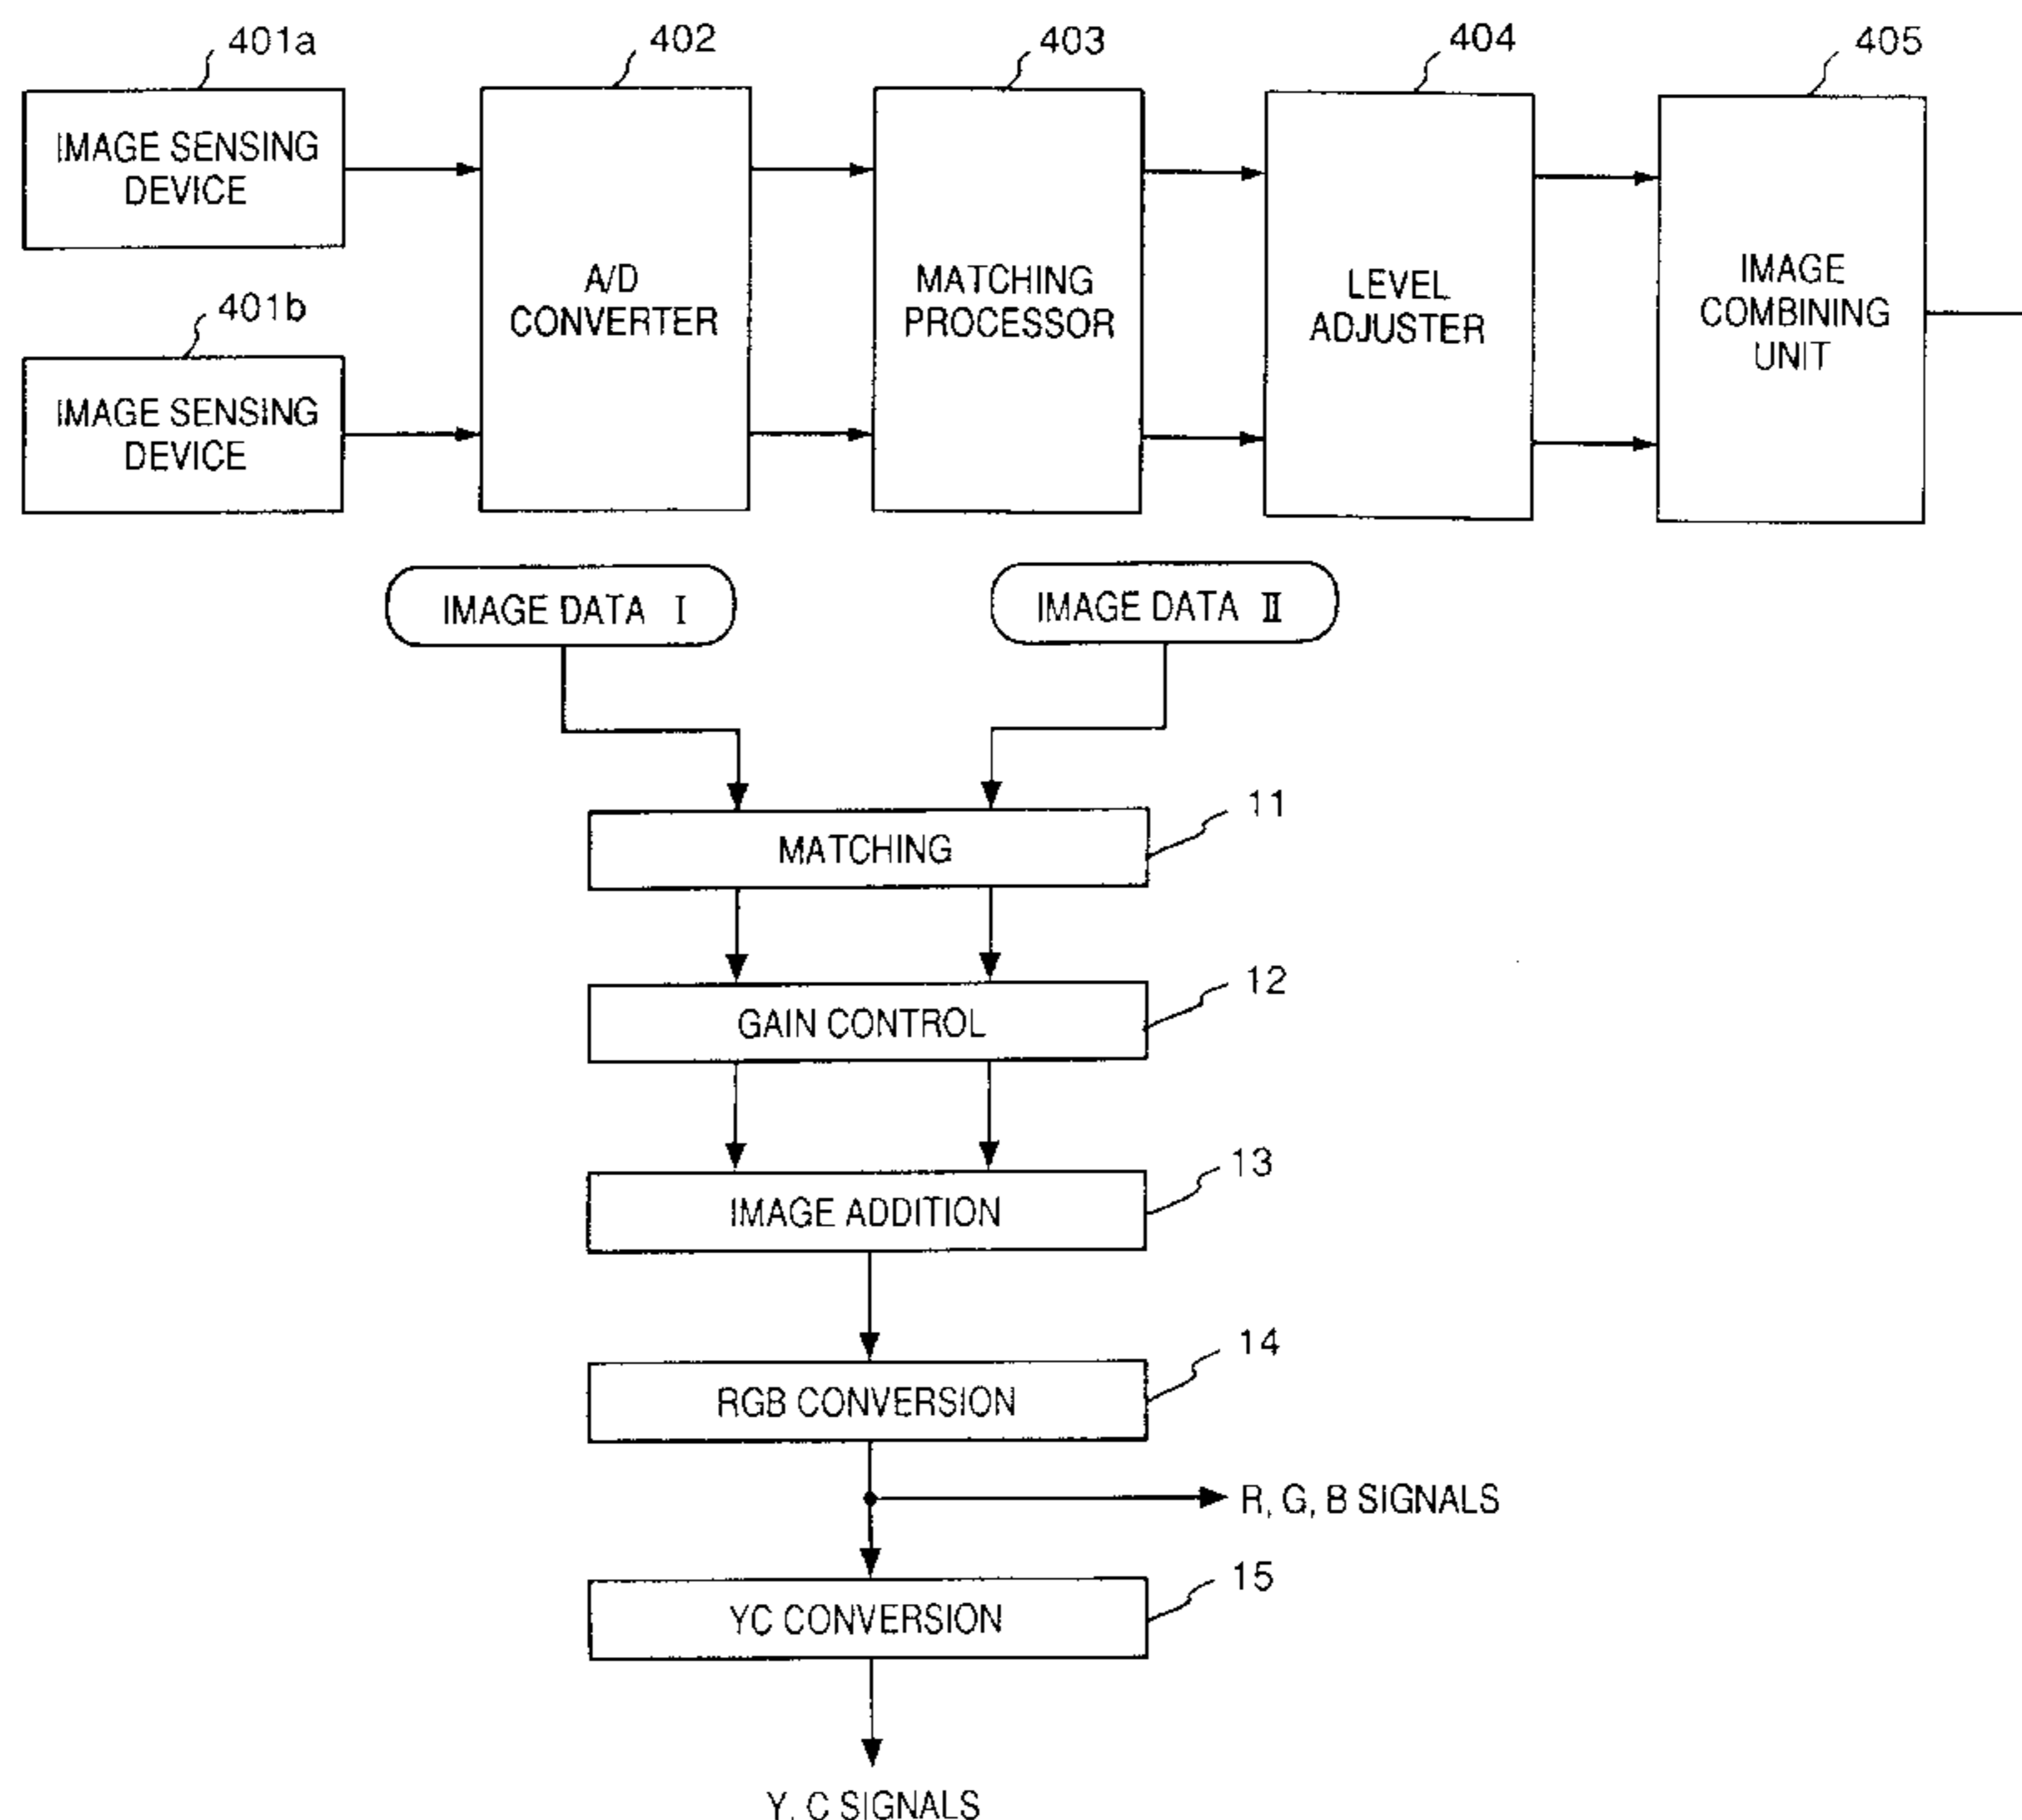 401a
402
403
404
405
IMAGE SENSING
DEVICE
401b
IMAGE SENSING
DEVICE
A/D
CONVERTER
MATCHING
PROCESSOR
LEVEL
ADJUSTER
IMAGE
COMBINING
UNIT
IMAGE DATA I
IMAGE DATA II
11
MATCHING
12
GAIN CONTROL
13
IMAGE ADDITION
14
RGB CONVERSION
R, G, B SIGNALS
15
YC CONVERSION
Y, C SIGNALS